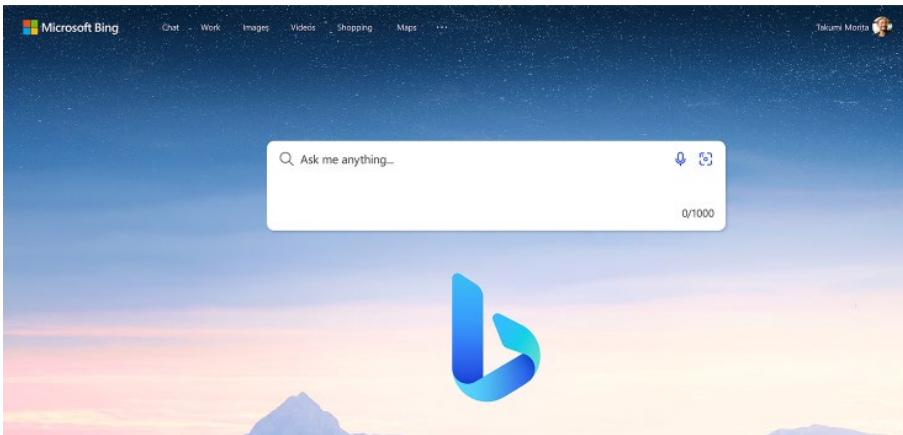 Microsoft Bing Chat Work Images Videos Shopping Maps ... Takumi Morita
Ask me anything...
0/1000